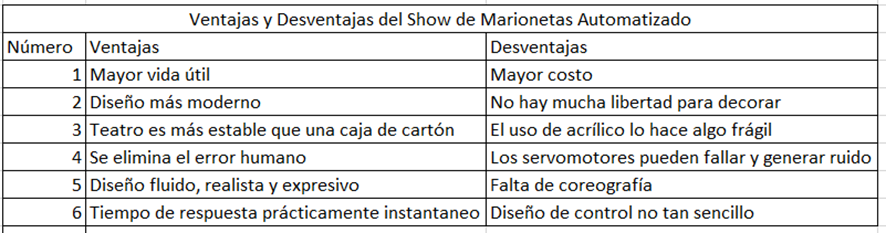 Ventajas y Desventajas del Show de Marionetas Automatizado
Número Ventajas Desventajas
1 Mayor vida útil Mayor costo
2 Diseño más moderno No hay mucha libertad para decorar
3 Teatro es más estable que una caja de cartón El uso de acrílico lo hace algo frágil
4 Se elimina el error humano Los servomotores pueden fallar y generar ruido
5 Diseño fluido, realista y expresivo Falta de coreografía
6 Tiempo de respuesta prácticamente instantaneo Diseño de control no tan sencillo